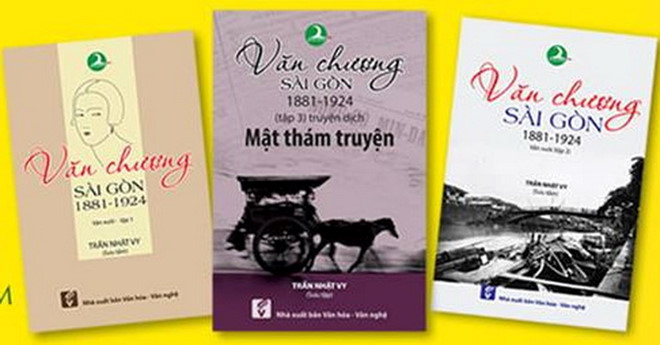 Văn chương
SÀI GÒN
1881-1924
Văn xuôi - tập 1
TRẦN NHẬT VY
(Sưu tầm)
Nhà xuất bản Văn hóa - Văn nghệ
Văn chương
SÀI GÒN
1881-1924
(tập 3) truyện dịch
Mật thám truyện
TRẦN NHẬT VY
(Sưu tập)
Nhà xuất bản Văn hóa - Văn nghệ
Văn chương
SÀI GÒN
1881-1924
Văn xuôi (tập 2)
TRẦN NHẬT VY
(Sưu tầm)
Nhà xuất bản Văn hóa - Văn nghệ
M